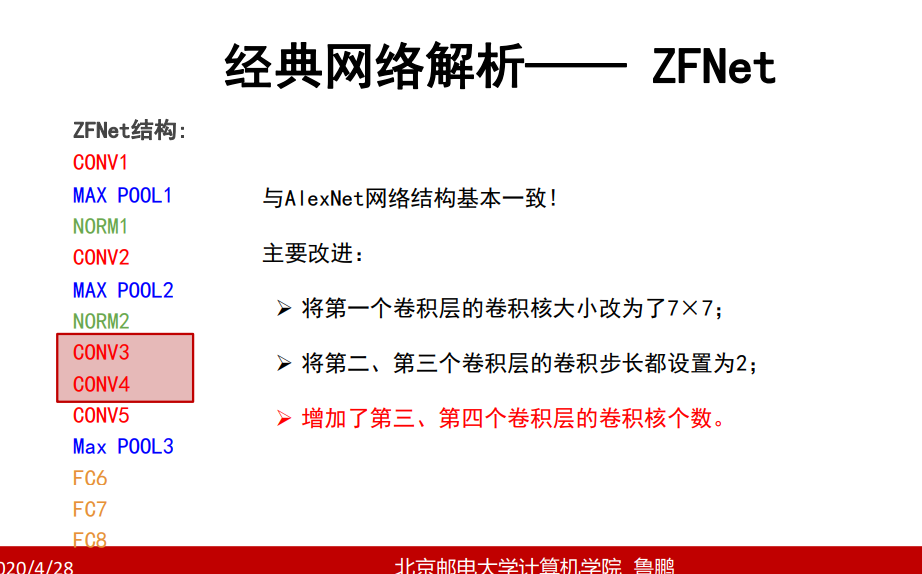 经典网络解析—— ZFNet
ZFNet结构:
CONV1
MAX POOL1
NORM1
CONV2
MAX POOL2
NORM2
CONV3
CONV4
CONV5
Max POOL3
FC6
FC7
FC8
与AlexNet网络结构基本一致！
主要改进：
➢ 将第一个卷积层的卷积核大小改为了7×7；
➢ 将第二、第三个卷积层的卷积步长都设置为2；
➢ 增加了第三、第四个卷积层的卷积核个数。
020/4/28
北京邮电大学计算机学院 鲁鹏